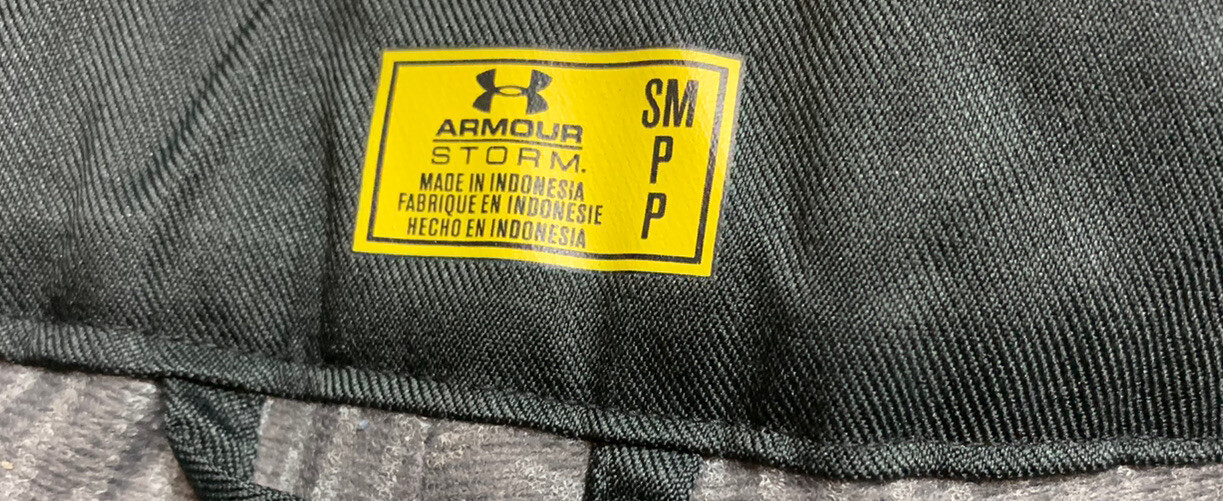 ARMOUR
STORM.
MADE IN INDONESIA
FABRIQUE EN INDONESIE
HECHO EN INDONESIA
SM
P
P